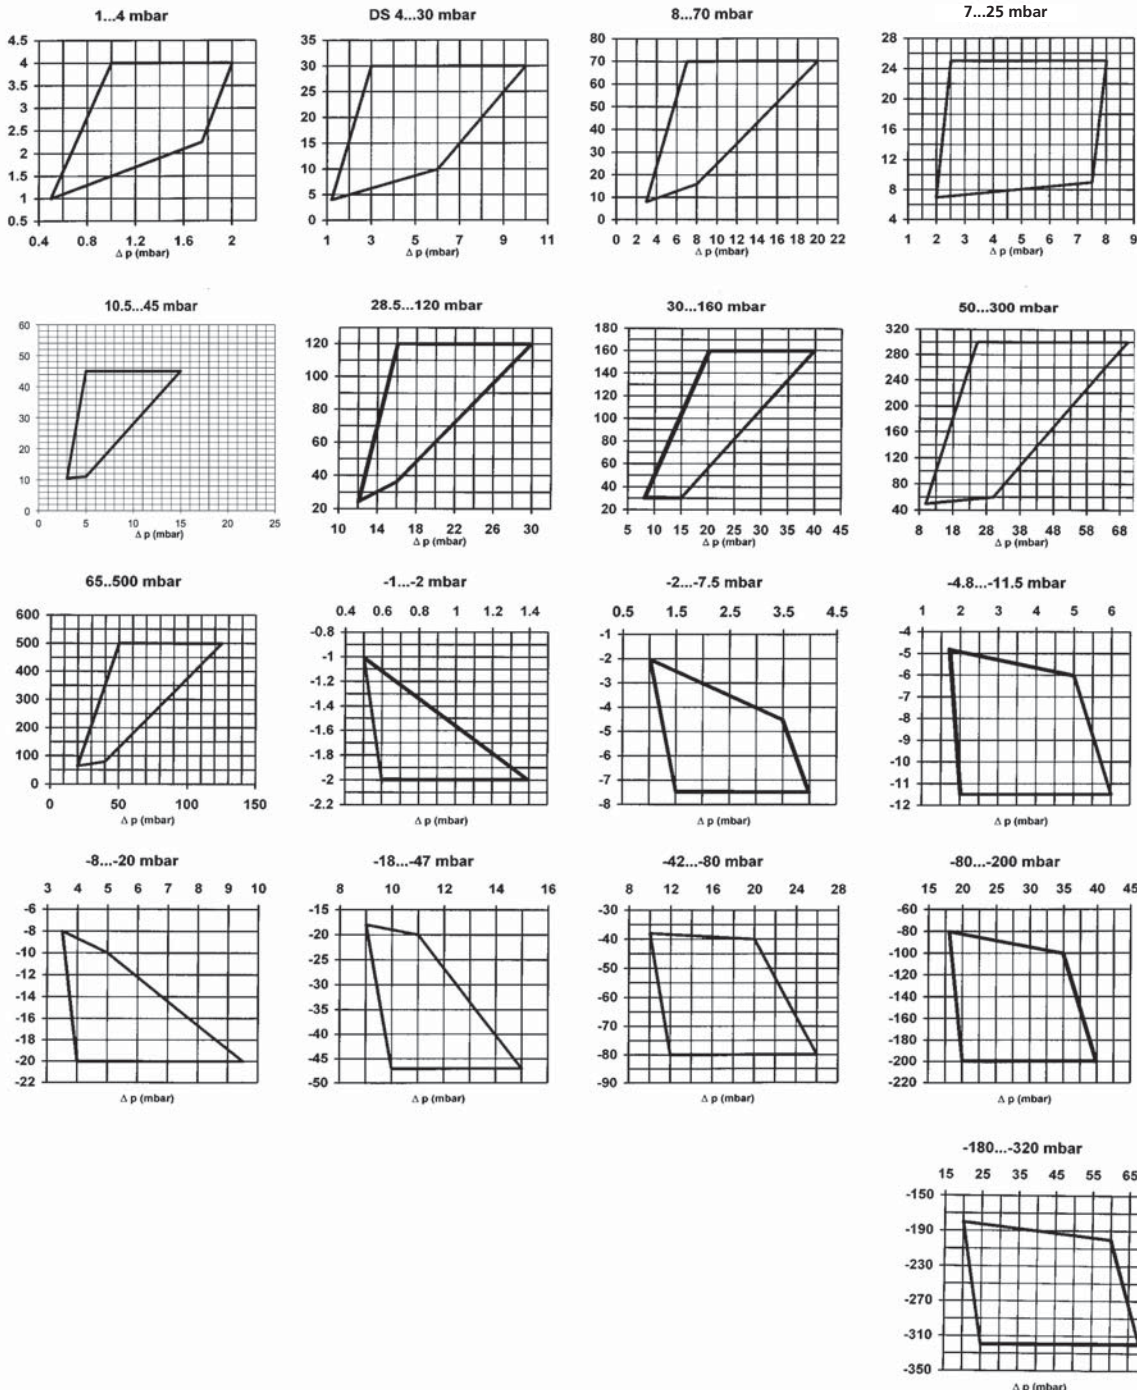 1...4 mbar
4.5
4
3.5
3
2.5
2
1.5
1
0.5
0.4 0.8 1.2 1.6 2
Δ p (mbar)
DS 4...30 mbar
35
30
25
20
15
10
5
0
1 3 5 7 9 11
Δ p (mbar)
8...70 mbar
80
70
60
50
40
30
20
10
0
0 2 4 6 8 10 12 14 16 18 20 22
Δ p (mbar)
7...25 mbar
28
24
20
16
12
8
4
1 2 3 4 5 6 7 8 9
Δ p (mbar)
10.5...45 mbar
60
50
40
30
20
10
0
0 5 10 15 20 25
Δ p (mbar)
28.5...120 mbar
120
100
80
60
40
20
10 14 18 22 26 30
Δ p (mbar)
30...160 mbar
180
160
140
120
100
80
60
40
20
5 10 15 20 25 30 35 40 45
Δ p (mbar)
50...300 mbar
320
280
240
200
160
120
80
40
8 18 28 38 48 58 68
Δ p (mbar)
65..500 mbar
600
500
400
300
200
100
0
0 50 100 150
Δ p (mbar)
-1...-2 mbar
0.4 0.6 0.8 1 1.2 1.4
-0.8
-1
-1.2
-1.4
-1.6
-1.8
-2
-2.2
Δ p (mbar)
-2...-7.5 mbar
0.5 1.5 2.5 3.5 4.5
-1
-2
-3
-4
-5
-6
-7
-8
Δ p (mbar)
-4.8...-11.5 mbar
1 2 3 4 5 6
-4
-5
-6
-7
-8
-9
-10
-11
-12
Δ p (mbar)
-8...-20 mbar
3 4 5 6 7 8 9 10
-6
-8
-10
-12
-14
-16
-18
-20
-22
Δ p (mbar)
-18...-47 mbar
8 10 12 14 16
-15
-20
-25
-30
-35
-40
-45
-50
Δ p (mbar)
-42...-80 mbar
8 12 16 20 24 28
-30
-40
-50
-60
-70
-80
-90
Δ p (mbar)
-80...-200 mbar
15 20 25 30 35 40 45
-60
-80
-100
-120
-140
-160
-180
-200
-220
Δ p (mbar)
-180...-320 mbar
15 25 35 45 55 65
-150
-190
-230
-270
-310
-350
Δ p (mbar)